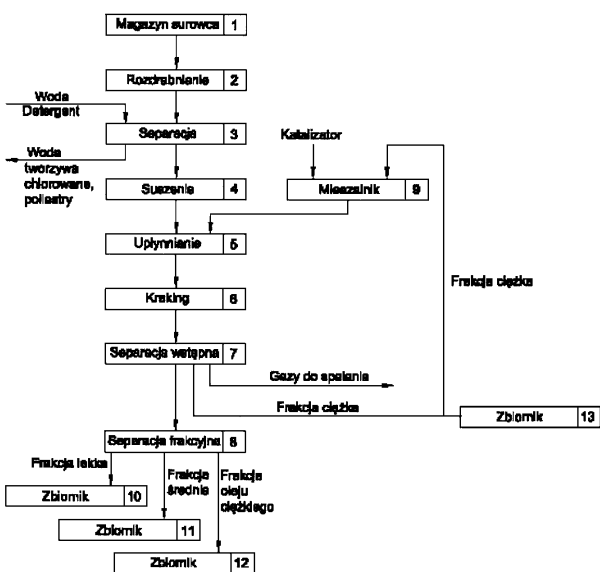 Magazyn surowca 1
Rozdrabnianie 2
Woda
Detergent
Separacja 3
Katalizator
Woda
tworzywa
chlorowane,
poliestry
Suszenie 4
Mieszalnik 9
Upłynnianie 5
Frakcja ciężka
Kraking 6
Separacja wstępna 7
Gazy do spalania
Frakcja ciężka
Zbiornik 13
Separacja frakcyjna 8
Frakcja lekka
Frakcja
średnia
Frakcja
oleju
ciężkiego
Zbiornik 10
Zbiornik 11
Zbiornik 12